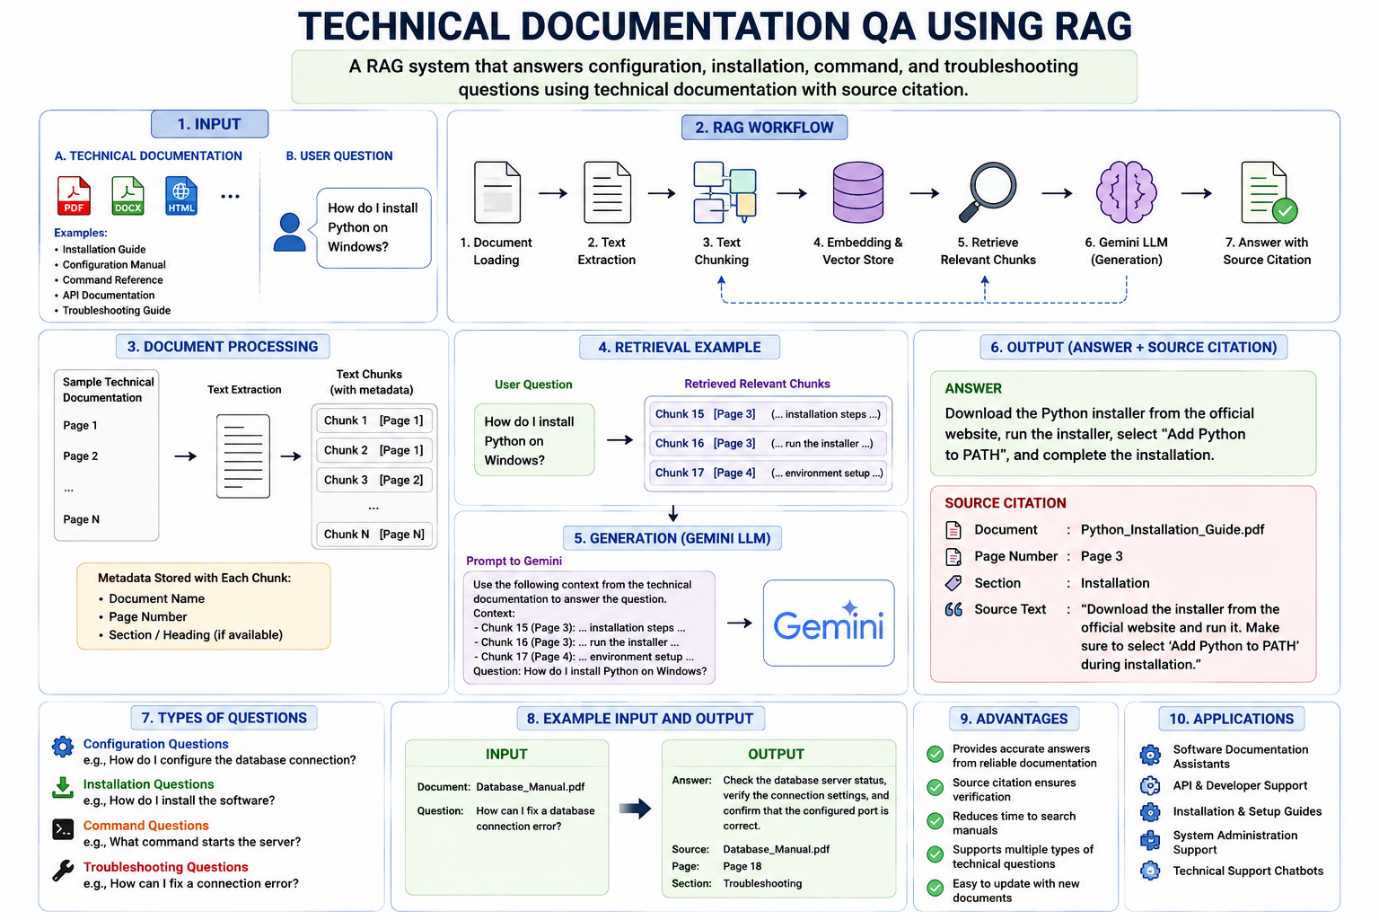 TECHNICAL DOCUMENTATION QA USING RAG
A RAG system that answers configuration, installation, command, and troubleshooting
questions using technical documentation with source citation.
1. INPUT
A. TECHNICAL DOCUMENTATION
PDF
DOCX
HTML
...
Examples:
• Installation Guide
• Configuration Manual
• Command Reference
• API Documentation
• Troubleshooting Guide
B. USER QUESTION
How do I install
Python on
Windows?
2. RAG WORKFLOW
1. Document
Loading
2. Text
Extraction
3. Text
Chunking
4. Embedding &
Vector Store
5. Retrieve
Relevant Chunks
6. Gemini LLM
(Generation)
7. Answer with
Source Citation
3. DOCUMENT PROCESSING
Sample Technical
Documentation
Page 1
Page 2
...
Page N
Text Extraction
Text Chunks
(with metadata)
Chunk 1 [Page 1]
Chunk 2 [Page 1]
Chunk 3 [Page 2]
...
Chunk N [Page N]
Metadata Stored with Each Chunk:
• Document Name
• Page Number
• Section / Heading (if available)
4. RETRIEVAL EXAMPLE
User Question
How do I install
Python on
Windows?
Retrieved Relevant Chunks
Chunk 15 [Page 3] (... installation steps ...)
Chunk 16 [Page 3] (... run the installer ...)
Chunk 17 [Page 4] (... environment setup ...)
5. GENERATION (GEMINI LLM)
Prompt to Gemini
Use the following context from the technical
documentation to answer the question.
Context:
- Chunk 15 (Page 3): ... installation steps ...
- Chunk 16 (Page 3): ... run the installer ...
- Chunk 17 (Page 4): ... environment setup ...
Question: How do I install Python on Windows?
Gemini
6. OUTPUT (ANSWER + SOURCE CITATION)
ANSWER
Download the Python installer from the official
website, run the installer, select “Add Python
to PATH”, and complete the installation.
SOURCE CITATION
Document : Python_Installation_Guide.pdf
Page Number : Page 3
Section : Installation
Source Text : “Download the installer from the
official website and run it. Make
sure to select ‘Add Python to PATH’
during installation.”
7. TYPES OF QUESTIONS
Configuration Questions
e.g., How do I configure the database connection?
Installation Questions
e.g., How do I install the software?
Command Questions
e.g., What command starts the server?
Troubleshooting Questions
e.g., How can I fix a connection error?
8. EXAMPLE INPUT AND OUTPUT
INPUT
Document: Database_Manual.pdf
Question: How can I fix a database
connection error?
OUTPUT
Answer: Check the database server status,
verify the connection settings, and
confirm that the configured port is
correct.
Source: Database_Manual.pdf
Page: Page 18
Section: Troubleshooting
9. ADVANTAGES
Provides accurate answers
from reliable documentation
Source citation ensures
verification
Reduces time to search
manuals
Supports multiple types of
technical questions
Easy to update with new
documents
10. APPLICATIONS
Software Documentation
Assistants
API & Developer Support
Installation & Setup Guides
System Administration
Support
Technical Support Chatbots